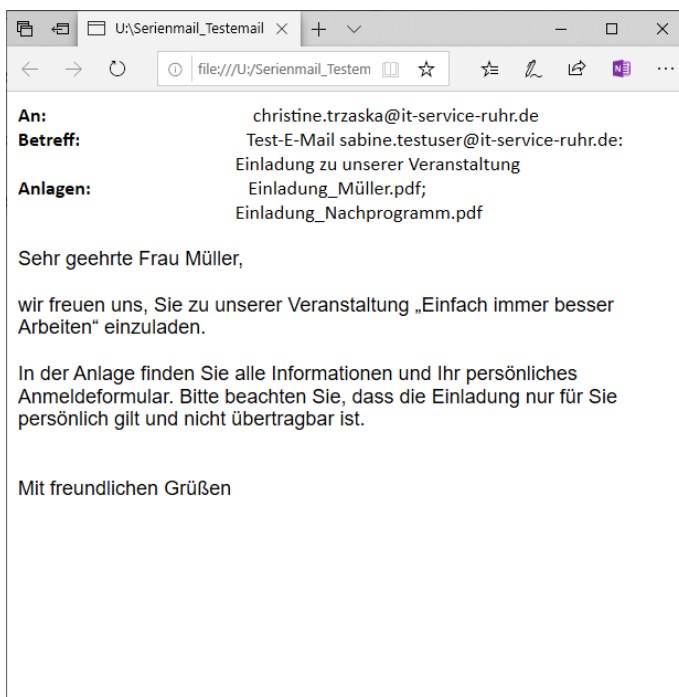 U:\Serienmail_Testemail
file:///U:/Serienmail_Testem
An: christine.trzaska@it-service-ruhr.de
Betreff: Test-E-Mail sabine.testuser@it-service-ruhr.de:
Einladung zu unserer Veranstaltung
Anlagen: Einladung_Müller.pdf;
Einladung_Nachprogramm.pdf
Sehr geehrte Frau Müller,
wir freuen uns, Sie zu unserer Veranstaltung „Einfach immer besser
Arbeiten“ einzuladen.
In der Anlage finden Sie alle Informationen und Ihr persönliches
Anmeldeformular. Bitte beachten Sie, dass die Einladung nur für Sie
persönlich gilt und nicht übertragbar ist.
Mit freundlichen Grüßen